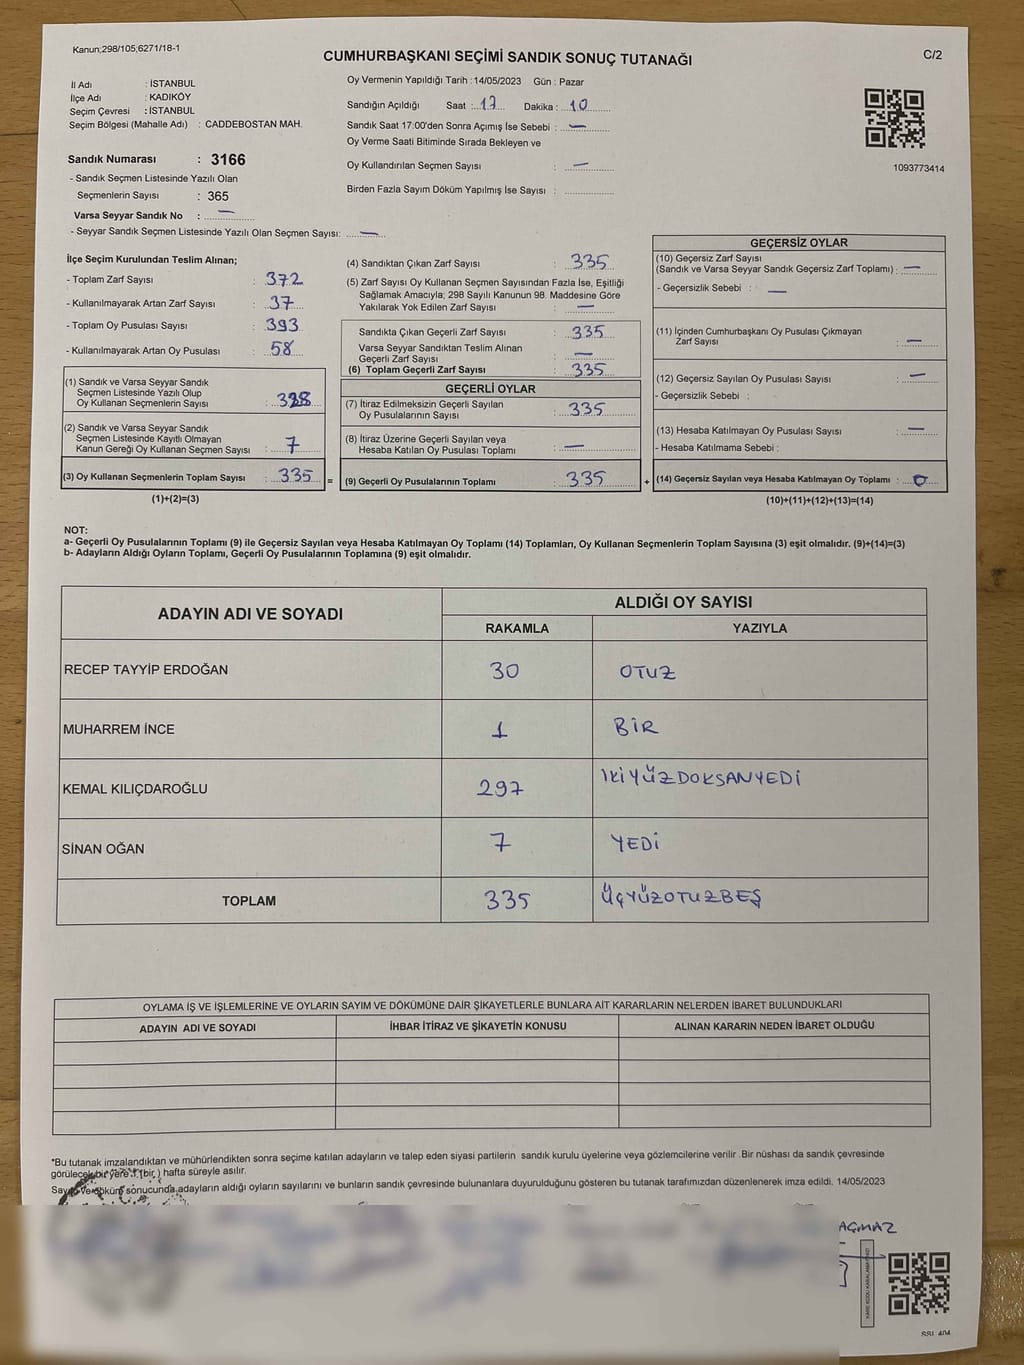 Kanun;298/105;6271/18-1
CUMHURBAŞKANI SEÇİMİ SANDIK SONUÇ TUTANAĞI
C/2
İl Adı : İSTANBUL
İlçe Adı : KADIKÖY
Seçim Çevresi : İSTANBUL
Seçim Bölgesi (Mahalle Adı) : CADDEBOSTAN MAH.
Sandık Numarası : 3166
- Sandık Seçmen Listesinde Yazılı Olan
Seçmenlerin Sayısı : 365
Varsa Seyyar Sandık No : —
- Seyyar Sandık Seçmen Listesinde Yazılı Olan Seçmen Sayısı: —
Oy Vermenin Yapıldığı Tarih :14/05/2023 Gün : Pazar
Sandığın Açıldığı Saat : 17 Dakika : 10
Sandık Saat 17:00'den Sonra Açımış İse Sebebi : —
Oy Verme Saati Bitiminde Sırada Bekleyen ve
Oy Kullandırılan Seçmen Sayısı : —
Birden Fazla Sayım Döküm Yapılmış İse Sayısı :
1093773414
İlçe Seçim Kurulundan Teslim Alınan;
- Toplam Zarf Sayısı : 372
- Kullanılmayarak Artan Zarf Sayısı : 37
- Toplam Oy Pusulası Sayısı : 393
- Kullanılmayarak Artan Oy Pusulası : 58
(1) Sandık ve Varsa Seyyar Sandık
Seçmen Listesinde Yazılı Olup
Oy Kullanan Seçmenlerin Sayısı : 328
(2) Sandık ve Varsa Seyyar Sandık
Seçmen Listesinde Kayıtlı Olmayan
Kanun Gereği Oy Kullanan Seçmen Sayısı : 7
(3) Oy Kullanan Seçmenlerin Toplam Sayısı : 335 =
(1)+(2)=(3)
(4) Sandıktan Çıkan Zarf Sayısı : 335
(5) Zarf Sayısı Oy Kullanan Seçmen Sayısından Fazla İse, Eşitliği
Sağlamak Amacıyla; 298 Sayılı Kanunun 98. Maddesine Göre
Yakılarak Yok Edilen Zarf Sayısı : —
Sandıkta Çıkan Geçerli Zarf Sayısı : 335
Varsa Seyyar Sandıktan Teslim Alınan
Geçerli Zarf Sayısı : —
(6) Toplam Geçerli Zarf Sayısı : 335
GEÇERLİ OYLAR
(7) İtiraz Edilmeksizin Geçerli Sayılan
Oy Pusulalarının Sayısı : 335
(8) İtiraz Üzerine Geçerli Sayılan veya
Hesaba Katılan Oy Pusulası Toplamı : —
(9) Geçerli Oy Pusulalarının Toplamı : 335 +
GEÇERSİZ OYLAR
(10) Geçersiz Zarf Sayısı
(Sandık ve Varsa Seyyar Sandık Geçersiz Zarf Toplamı) : —
- Geçersizlik Sebebi : —
(11) İçinden Cumhurbaşkanı Oy Pusulası Çıkmayan
Zarf Sayısı : —
(12) Geçersiz Sayılan Oy Pusulası Sayısı : —
- Geçersizlik Sebebi :
(13) Hesaba Katılmayan Oy Pusulası Sayısı : —
- Hesaba Katılmama Sebebi :
(14) Geçersiz Sayılan veya Hesaba Katılmayan Oy Toplamı : 0
(10)+(11)+(12)+(13)=(14)
NOT:
a- Geçerli Oy Pusulalarının Toplamı (9) ile Geçersiz Sayılan veya Hesaba Katılmayan Oy Toplamı (14) Toplamları, Oy Kullanan Seçmenlerin Toplam Sayısına (3) eşit olmalıdır. (9)+(14)=(3)
b- Adayların Aldığı Oyların Toplamı, Geçerli Oy Pusulalarının Toplamına (9) eşit olmalıdır.
ADAYIN ADI VE SOYADI ALDIĞI OY SAYISI
RAKAMLA YAZIYLA
RECEP TAYYİP ERDOĞAN 30 OTUZ
MUHARREM İNCE 1 BİR
KEMAL KILIÇDAROĞLU 297 İKİYÜZDOKSANYEDİ
SİNAN OĞAN 7 YEDİ
TOPLAM 335 ÜÇYÜZOTUZBEŞ
OYLAMA İŞ VE İŞLEMLERİNE VE OYLARIN SAYIM VE DÖKÜMÜNE DAİR ŞİKAYETLERLE BUNLARA AİT KARARLARIN NELERDEN İBARET BULUNDUKLARI
ADAYIN ADI VE SOYADI İHBAR İTİRAZ VE ŞİKAYETİN KONUSU ALINAN KARARIN NEDEN İBARET OLDUĞU
*Bu tutanak imzalandıktan ve mühürlendikten sonra seçime katılan adayların ve talep eden siyasi partilerin sandık kurulu üyelerine veya gözlemcilerine verilir .Bir nüshası da sandık çevresinde
görülecek bir yere 1 (bir ) hafta süreyle asılır.
Sayım ve döküm sonucunda adayların aldığı oyların sayılarını ve bunların sandık çevresinde bulunanlara duyurulduğunu gösteren bu tutanak tarafımızdan düzenlenerek imza edildi. 14/05/2023
AÇMAZ